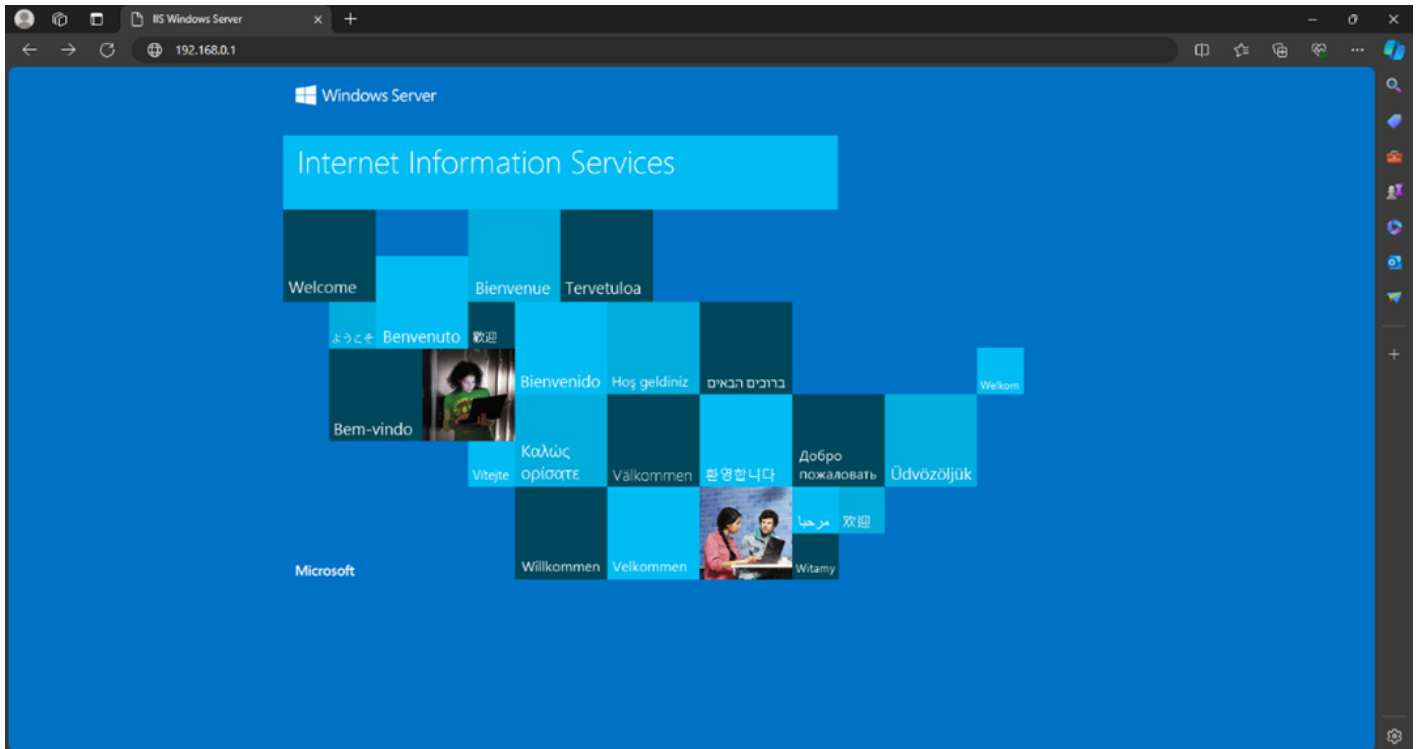 IIS Windows Server
192.168.0.1
Windows Server
Internet Information Services
Welcome
Bienvenue
Tervetuloa
ようこそ
Benvenuto
歡迎
Bienvenido
Hoş geldiniz
ברוכים הבאים
Welkom
Bem-vindo
Vítejte
Καλώς
ορίσατε
Välkommen
환영합니다
Добро
пожаловать
Üdvözöljük
مرحبا
欢迎
Microsoft
Willkommen
Velkommen
Witamy